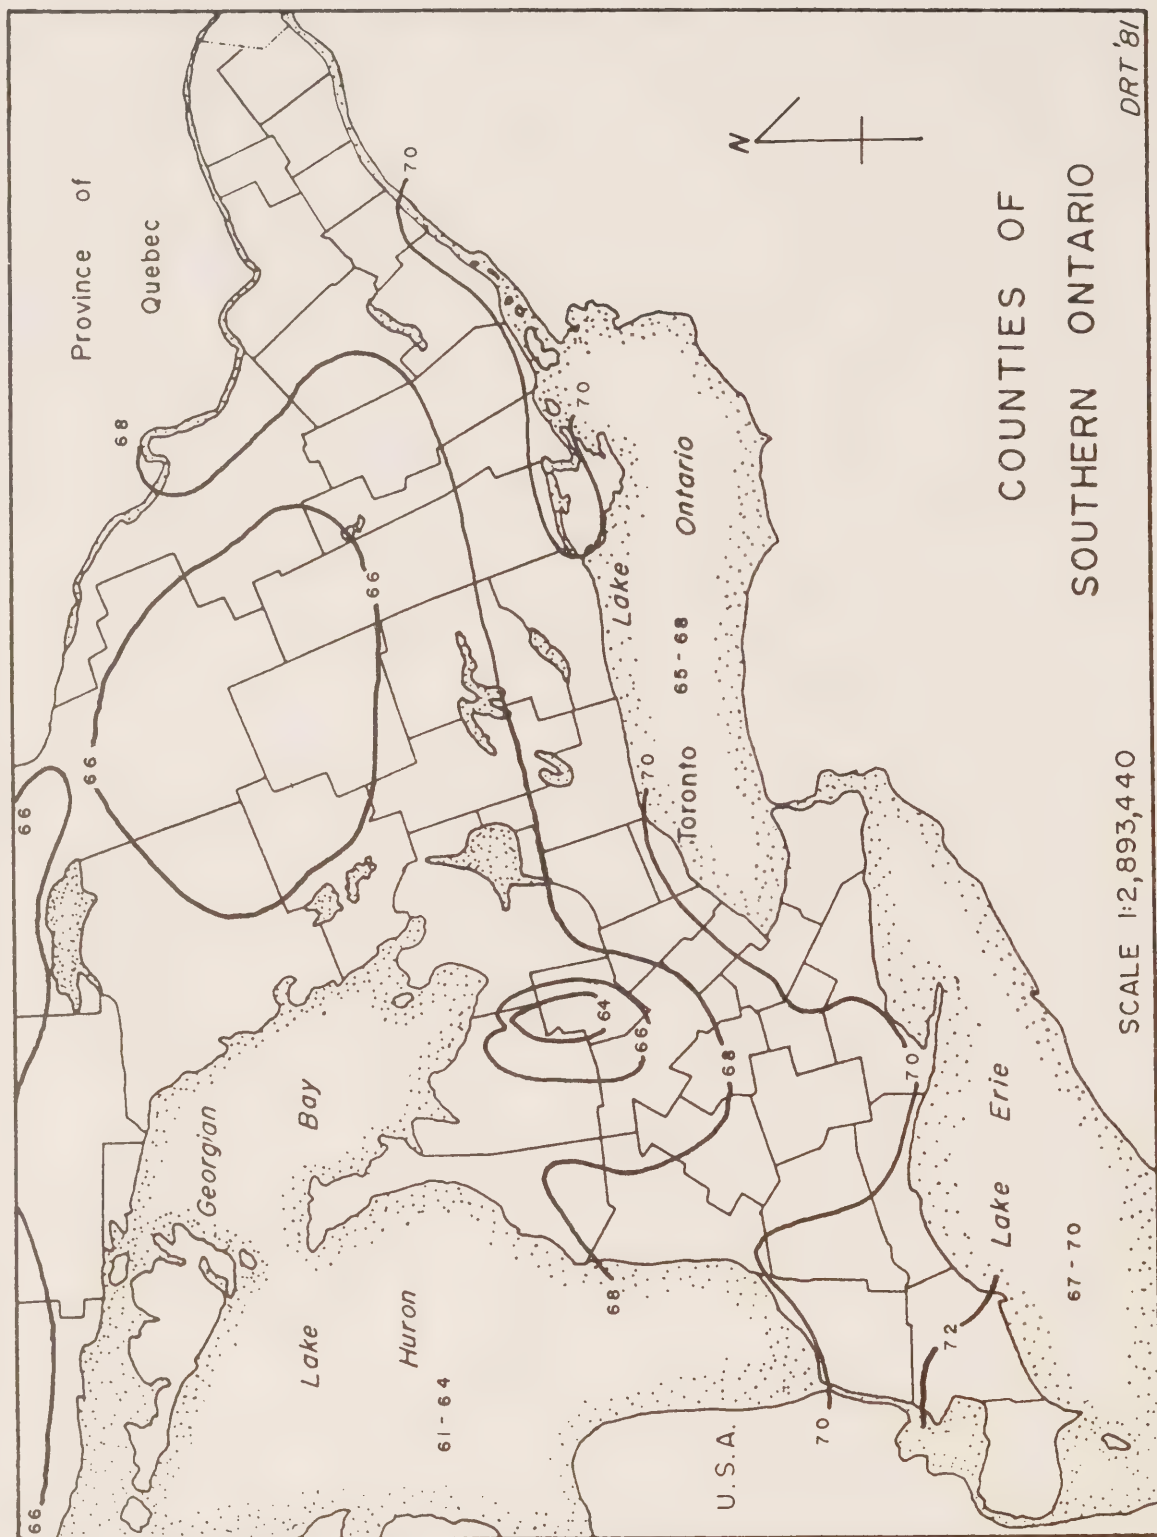 Province of
Quebec
68
70
66
66
66
66
70
Lake Ontario
65-68
Toronto
70
Georg'an
Bay
64
66
68
Lake
Huron
61-64
68
70
Lake Erie
67-70
72
70
U.S.A.
N
COUNTIES OF
SOUTHERN ONTARIO
SCALE 1:2,893,440
DRT '81